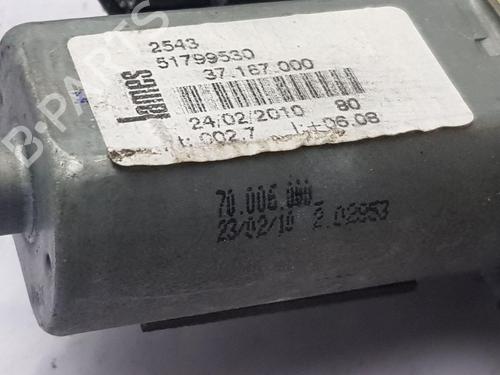 lames
2543
51799530
37.167.000
24/02/2010 90
t: 002.7 I±06.08
70.006.000
23/02/10 2.02953
B-PARTS